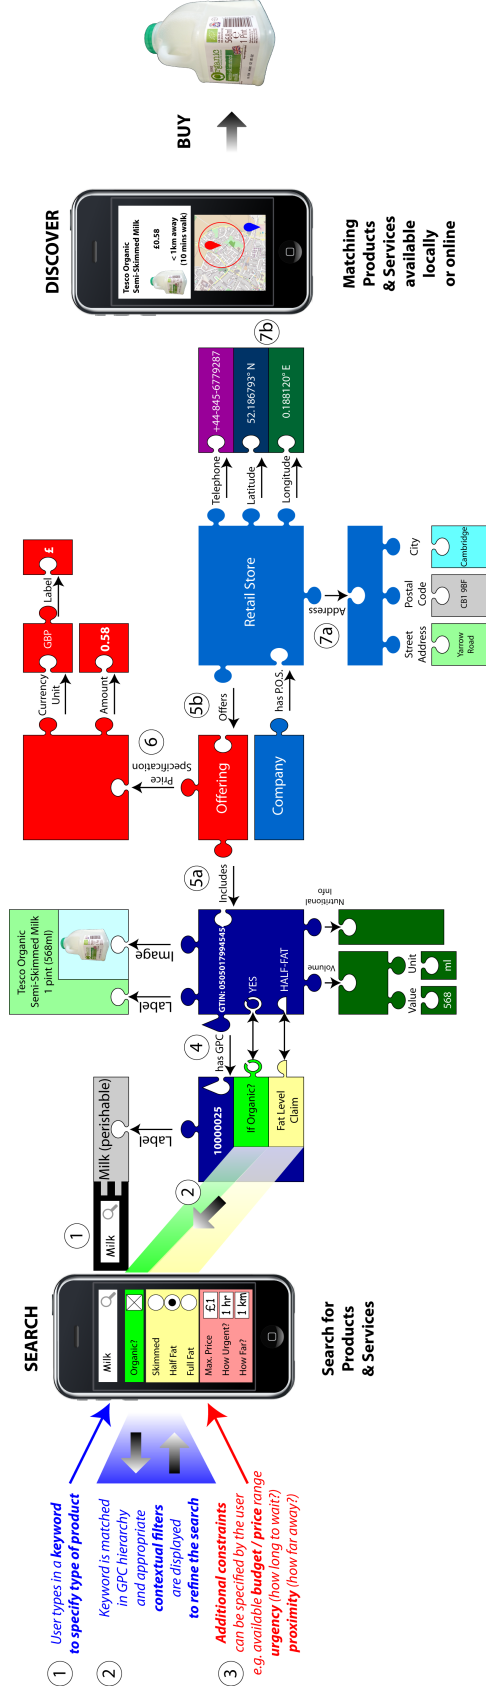 1
User types in a keyword
to specify type of product
2
Keyword is matched
in GPC hierarchy
and appropriate
contextual filters
are displayed
to refine the search
3
Additional constraints
can be specified by the user
e.g. available budget / price range
urgency (how long to wait?)
proximity (how far away?)
SEARCH
Milk
Organic?
Skimmed
Half Fat
Full Fat
Max. Price
£1
How Urgent?
1 hr
How Far?
1 km
Search for
Products
& Services
1
Milk
Milk (perishable)
2
Label
10000025
If Organic?
Fat Level
Claim
4
has GPC
Tesco Organic
Semi-Skimmed Milk
1 pint (568ml)
Label
Image
GTIN: 05050179945​45
YES
HALF-FAT
Volume
Nutritional
Info
Value
Unit
568
ml
5a
Includes
Offering
Company
5b
Offers
has P.O.S.
6
Price
Specification
Currency
Unit
GBP
Label
£
Amount
0.58
Retail Store
7a
Address
Street
Address
Postal
Code
City
Yarrow
Road
CB1 9BF
Cambridge
Telephone
+44-845-6779287
Latitude
52.186793° N
Longitude
0.188120° E
7b
DISCOVER
Tesco Organic
Semi-Skimmed Milk
£0.58
< 1km away
(10 mins walk)
Matching
Products
& Services
available
locally
or online
BUY
Organic
568ml
1 Pint